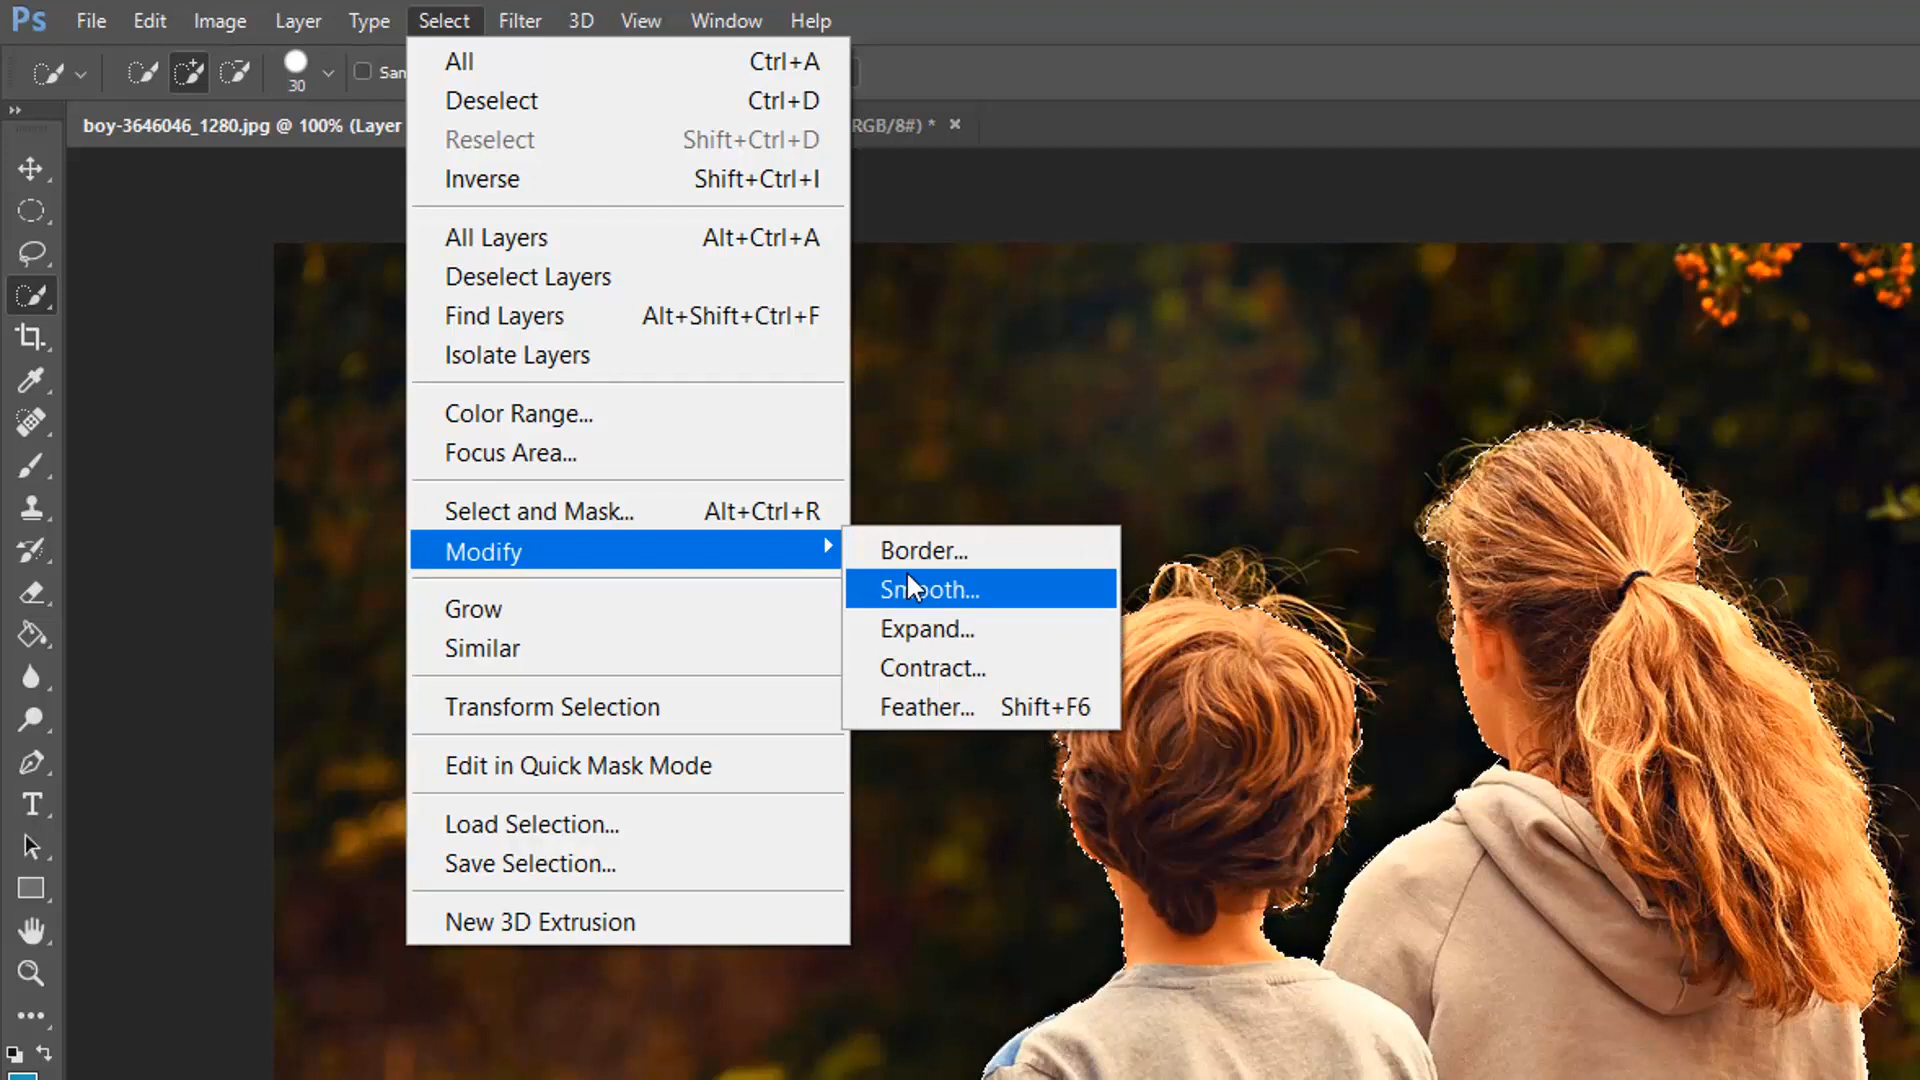 Ps File Edit Image Layer Type Select Filter 3D View Window Help
30 San
boy-3646046_1280.jpg @ 100% (Layer RGB/8#) * ×
All Ctrl+A
Deselect Ctrl+D
Reselect Shift+Ctrl+D
Inverse Shift+Ctrl+I
All Layers Alt+Ctrl+A
Deselect Layers
Find Layers Alt+Shift+Ctrl+F
Isolate Layers
Color Range...
Focus Area...
Select and Mask... Alt+Ctrl+R
Modify
Border...
Smooth...
Expand...
Contract...
Feather... Shift+F6
Grow
Similar
Transform Selection
Edit in Quick Mask Mode
Load Selection...
Save Selection...
New 3D Extrusion